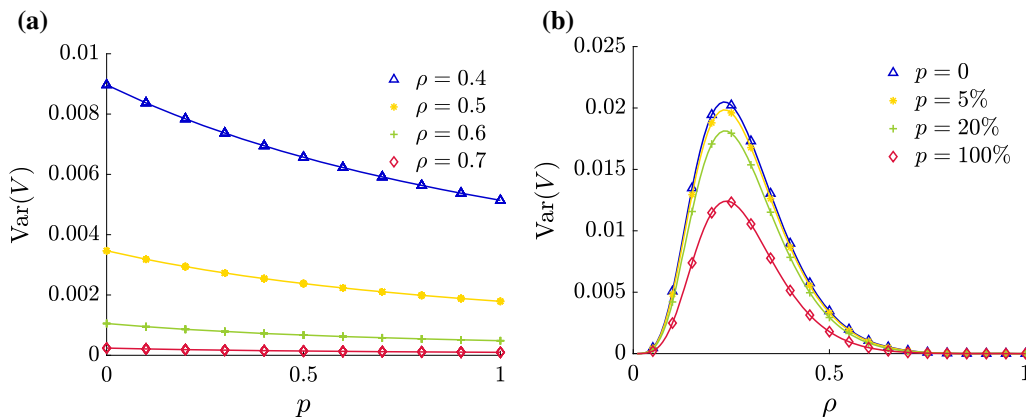 (a)
0.01
0.008
0.006
0.004
0.002
0
0
0.5
1
Var(V)
p
ρ = 0.4
ρ = 0.5
ρ = 0.6
ρ = 0.7
(b)
0.025
0.02
0.015
0.01
0.005
0
0
0.5
1
Var(V)
ρ
p = 0
p = 5%
p = 20%
p = 100%